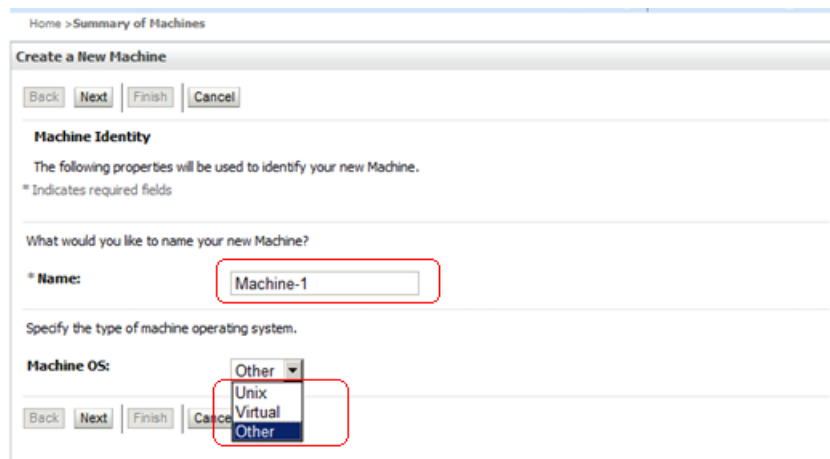 Home >Summary of Machines
Create a New Machine
Back Next Finish Cancel
Machine Identity
The following properties will be used to identify your new Machine.
* Indicates required fields
What would you like to name your new Machine?
* Name: Machine-1
Specify the type of machine operating system.
Machine OS: Other
Unix
Virtual
Other
Back Next Finish Cance